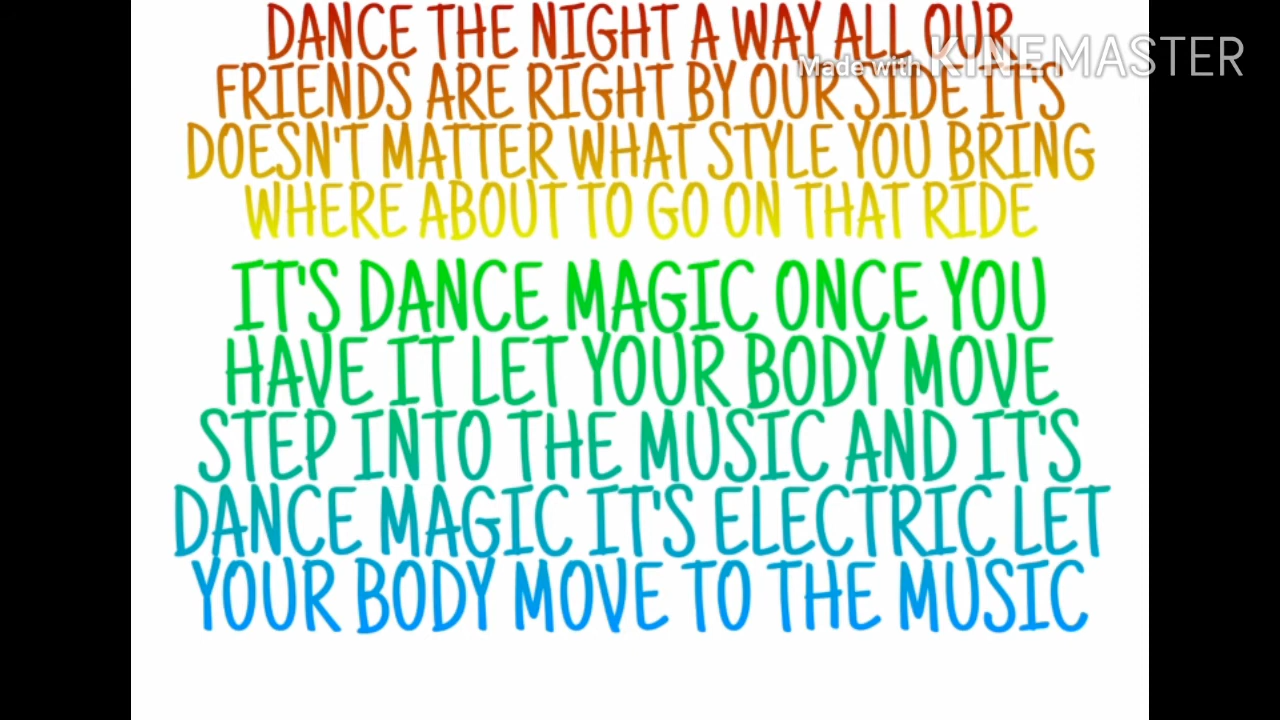 DANCE THE NIGHT A WAY ALL OUR
Made with KINEMASTER
FRIENDS ARE RIGHT BY OUR SIDE IT'S
DOESN'T MATTER WHAT STYLE YOU BRING
WHERE ABOUT TO GO ON THAT RIDE
IT'S DANCE MAGIC ONCE YOU
HAVE IT LET YOUR BODY MOVE
STEP INTO THE MUSIC AND IT'S
DANCE MAGIC IT'S ELECTRIC LET
YOUR BODY MOVE TO THE MUSIC